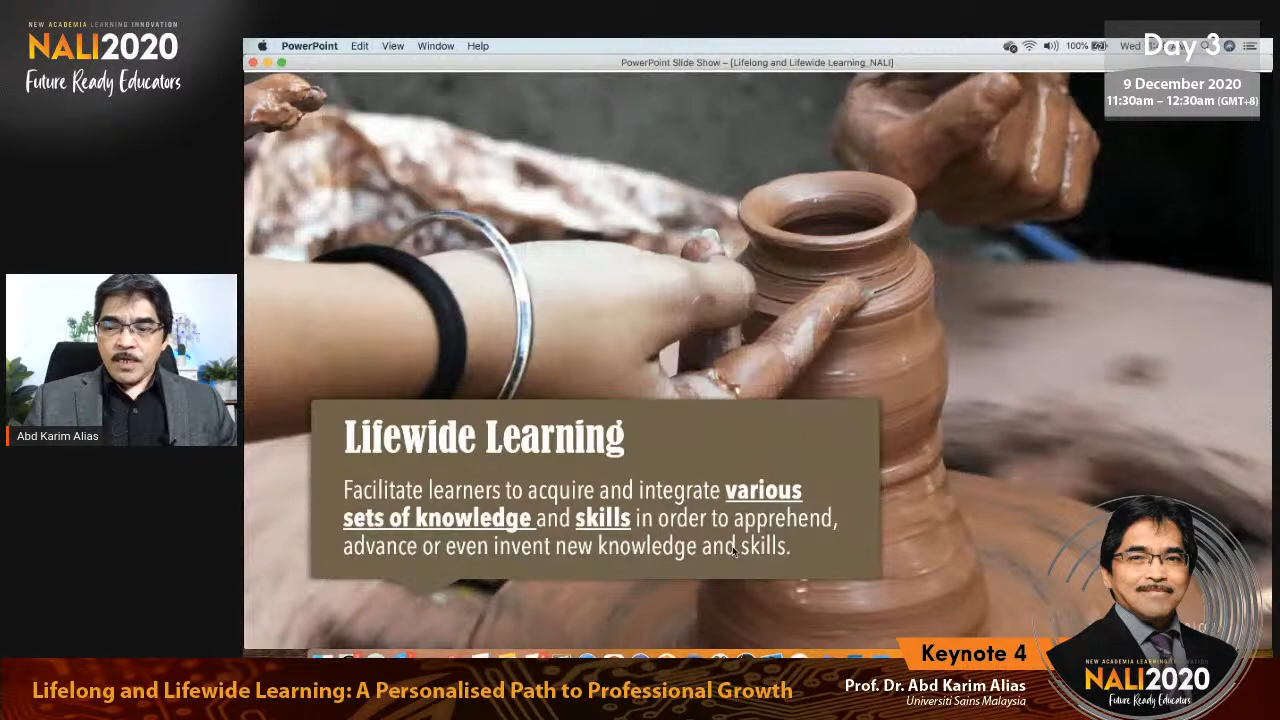 NEW ACADEMIA LEARNING INNOVATION
NALI2020
Future Ready Educators
PowerPoint Edit View Window Help
100%
Wed
PowerPoint Slide Show – [Lifelong and Lifewide Learning_NALI]
Day 3
9 December 2020
11:30am – 12:30am (GMT+8)
Abd Karim Alias
Lifewide Learning
Facilitate learners to acquire and integrate various
sets of knowledge and skills in order to apprehend,
advance or even invent new knowledge and skills.
Keynote 4
Lifelong and Lifewide Learning: A Personalised Path to Professional Growth
Prof. Dr. Abd Karim Alias
Universiti Sains Malaysia
NEW ACADEMIA LEARNING INNOVATION
NALI2020
Future Ready Educators